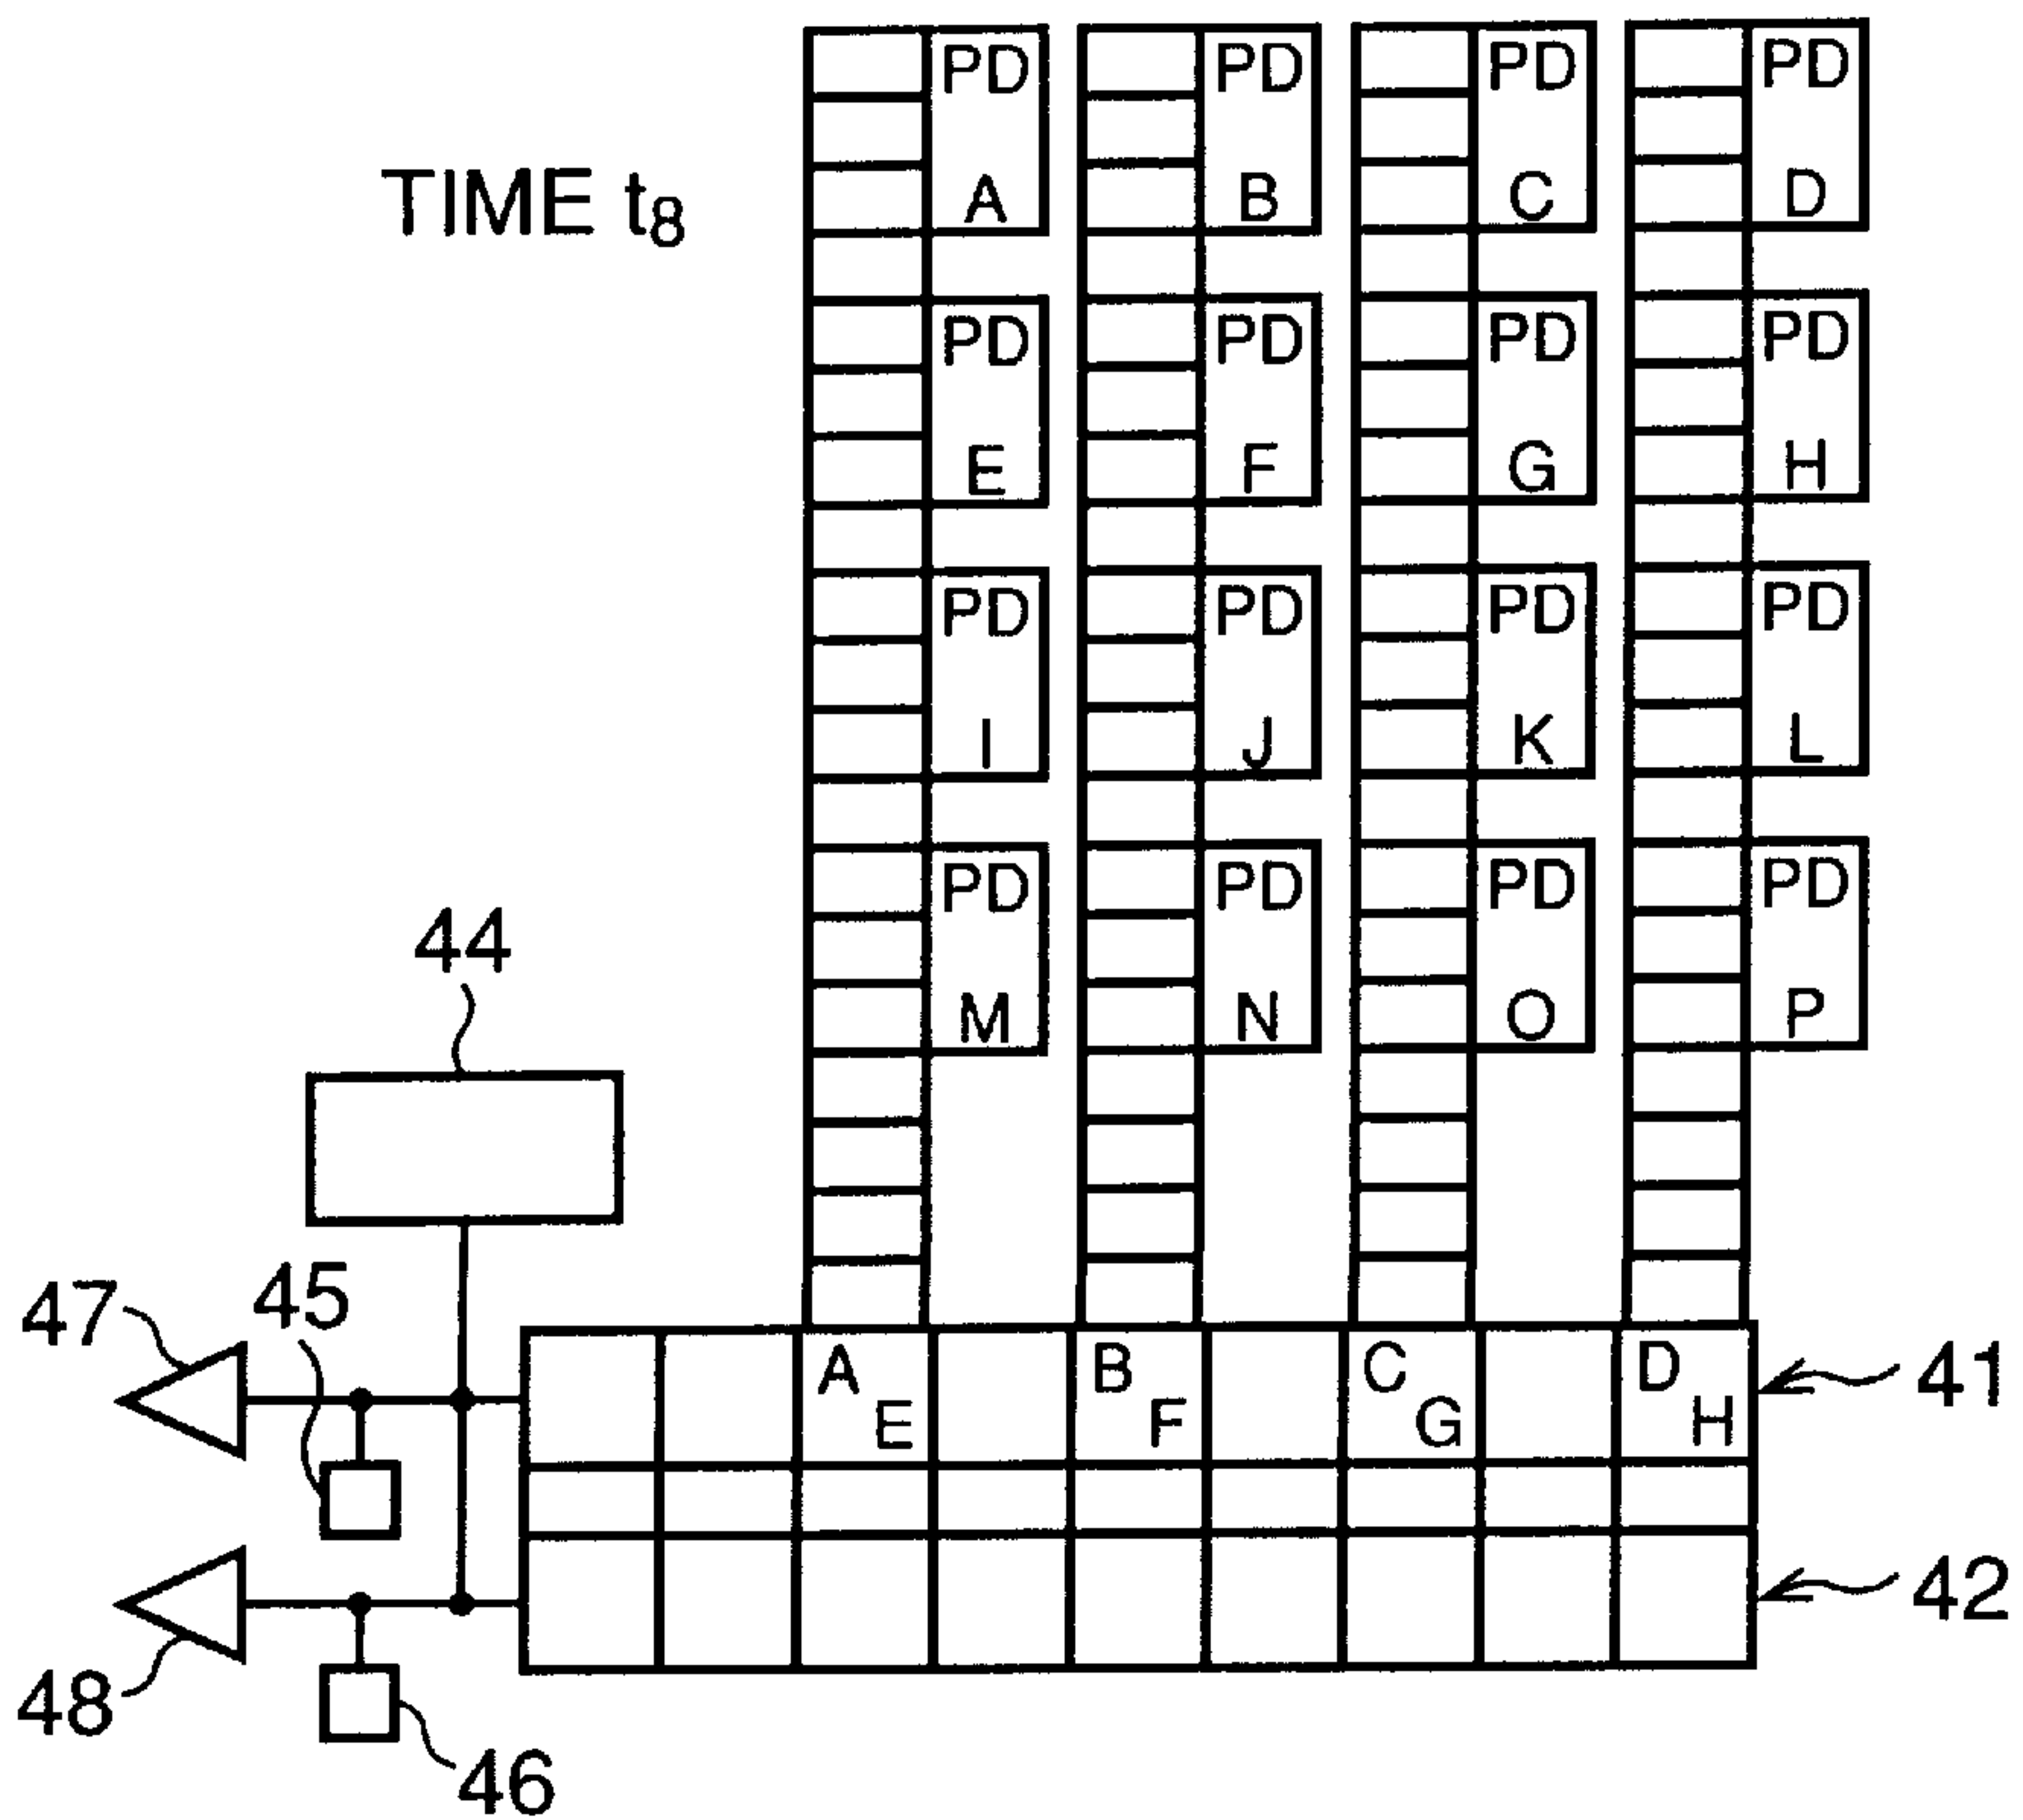 TIME t8
PD PD PD PD
A B C D
PD PD PD PD
E F G H
PD PD PD PD
I J K L
PD PD PD PD
M N O P
44
47 45
A B C D
E F G H
41
42
48
46